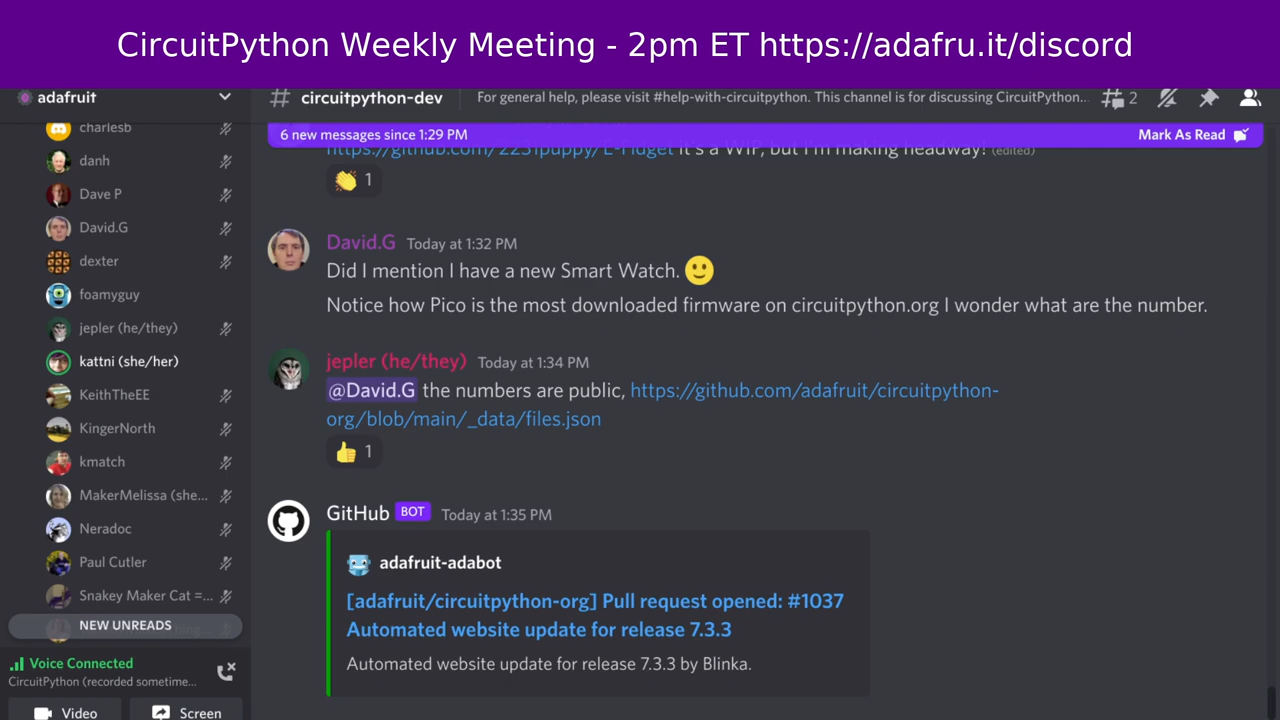 CircuitPython Weekly Meeting - 2pm ET https://adafru.it/discord
adafruit
charlesb
danh
Dave P
David.G
dexter
foamyguy
jepler (he/they)
kattni (she/her)
KeithTheEE
KingerNorth
kmatch
MakerMelissa (she...
Neradoc
Paul Cutler
Snakey Maker Cat =...
NEW UNREADS
Voice Connected
CircuitPython (recorded sometime...
Video
Screen
# circuitpython-dev
For general help, please visit #help-with-circuitpython. This channel is for discussing CircuitPython...
2
6 new messages since 1:29 PM
Mark As Read
https://github.com/2231puppy/E-Fidget it's a WIP, but I'm making headway! (edited)
1
David.G Today at 1:32 PM
Did I mention I have a new Smart Watch.
Notice how Pico is the most downloaded firmware on circuitpython.org I wonder what are the number.
jepler (he/they) Today at 1:34 PM
@David.G the numbers are public, https://github.com/adafruit/circuitpython-
org/blob/main/_data/files.json
1
GitHub BOT Today at 1:35 PM
adafruit-adabot
[adafruit/circuitpython-org] Pull request opened: #1037
Automated website update for release 7.3.3
Automated website update for release 7.3.3 by Blinka.